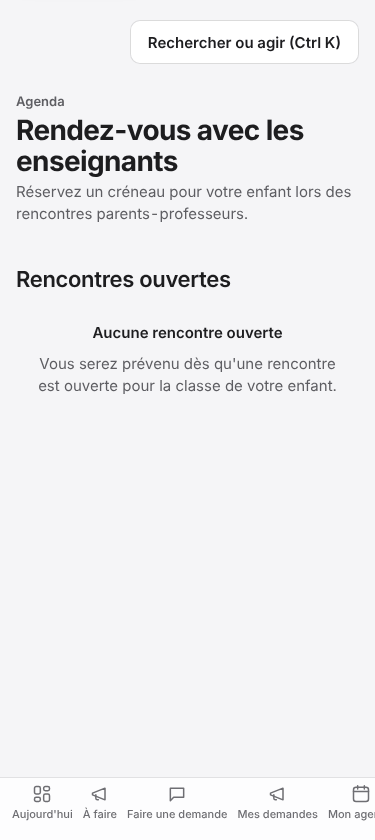 Rechercher ou agir (Ctrl K)
Agenda
Rendez-vous avec les
enseignants
Réservez un créneau pour votre enfant lors des
rencontres parents-professeurs.
Rencontres ouvertes
Aucune rencontre ouverte
Vous serez prévenu dès qu'une rencontre
est ouverte pour la classe de votre enfant.
Aujourd'hui À faire Faire une demande Mes demandes Mon age